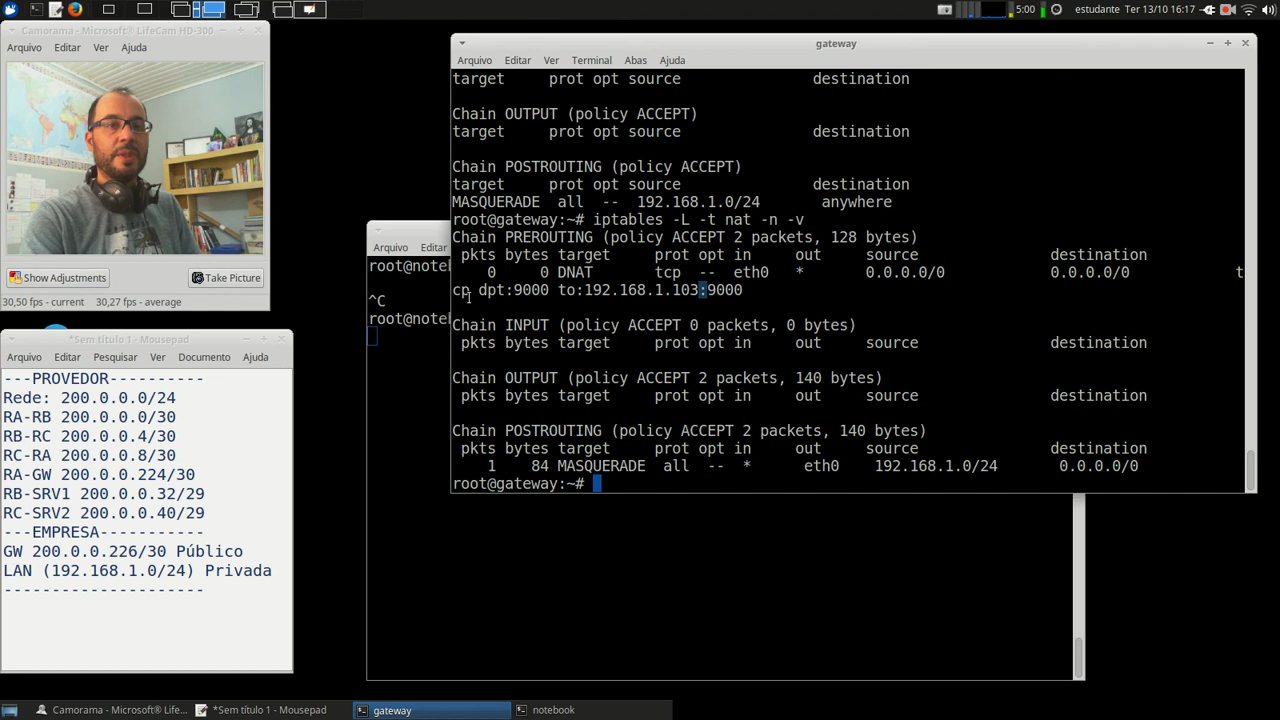 estudante Ter 13/10 16:17
5:00
Camorama - Microsoft® LifeCam HD-300
Arquivo Editar Ver Ajuda
Show Adjustments Take Picture
30,50 fps - current 30,27 fps - average
*Sem título 1 - Mousepad
Arquivo Editar Pesquisar Ver Documento Ajuda
---PROVEDOR----------
Rede: 200.0.0.0/24
RA-RB 200.0.0.0/30
RB-RC 200.0.0.4/30
RC-RA 200.0.0.8/30
RA-GW 200.0.0.224/30
RB-SRV1 200.0.0.32/29
RC-SRV2 200.0.0.40/29
---EMPRESA-----------
GW 200.0.0.226/30 Público
LAN (192.168.1.0/24) Privada
---------------------
Arquivo Editar
root@noteb
^C
root@noteb
gateway
Arquivo Editar Ver Terminal Abas Ajuda
target prot opt source destination
Chain OUTPUT (policy ACCEPT)
target prot opt source destination
Chain POSTROUTING (policy ACCEPT)
target prot opt source destination
MASQUERADE all -- 192.168.1.0/24 anywhere
root@gateway:~# iptables -L -t nat -n -v
Chain PREROUTING (policy ACCEPT 2 packets, 128 bytes)
pkts bytes target prot opt in out source destination
0 0 DNAT tcp -- eth0 * 0.0.0.0/0 0.0.0.0/0 t
cp dpt:9000 to:192.168.1.103:9000
Chain INPUT (policy ACCEPT 0 packets, 0 bytes)
pkts bytes target prot opt in out source destination
Chain OUTPUT (policy ACCEPT 2 packets, 140 bytes)
pkts bytes target prot opt in out source destination
Chain POSTROUTING (policy ACCEPT 2 packets, 140 bytes)
pkts bytes target prot opt in out source destination
1 84 MASQUERADE all -- * eth0 192.168.1.0/24 0.0.0.0/0
root@gateway:~#
Camorama - Microsoft® LifeC... *Sem título 1 - Mousepad gateway notebook